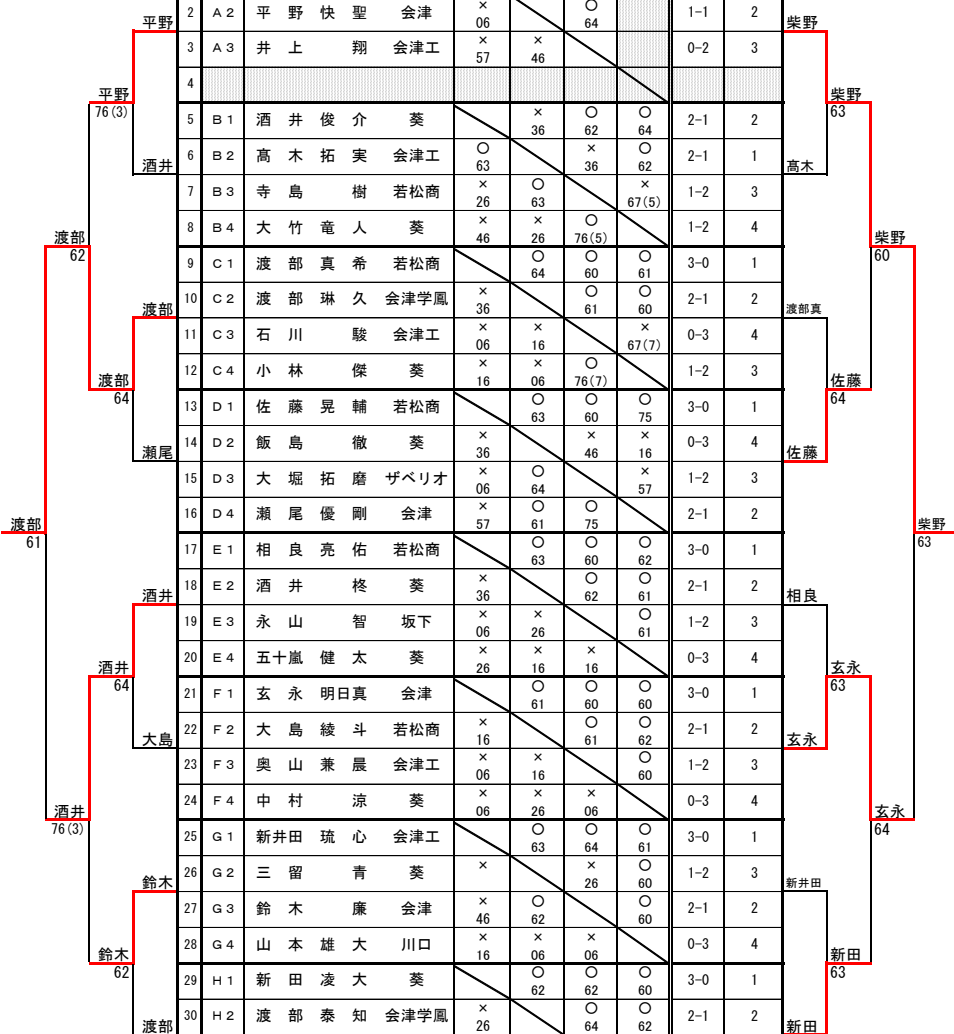 2 A2 平野快聖 会津 × 06 ○ 64 1-1 2
平野 柴野
3 A3 井上翔 会津工 × 57 × 46 0-2 3
4
平野 76(3) 柴野 63
5 B1 酒井俊介 葵 × 36 ○ 62 ○ 64 2-1 2
6 B2 髙木拓実 会津工 ○ 63 × 36 ○ 62 2-1 1
酒井 髙木
7 B3 寺島樹 若松商 × 26 ○ 63 × 67(5) 1-2 3
8 B4 大竹竜人 葵 × 46 × 26 ○ 76(5) 1-2 4
渡部 62 柴野 60
9 C1 渡部真希 若松商 ○ 64 ○ 60 ○ 61 3-0 1
10 C2 渡部琳久 会津学鳳 × 36 ○ 61 ○ 60 2-1 2
渡部 渡部真
11 C3 石川駿 会津工 × 06 × 16 × 67(7) 0-3 4
12 C4 小林傑 葵 × 16 × 06 ○ 76(7) 1-2 3
渡部 64 佐藤 64
13 D1 佐藤晃輔 若松商 ○ 63 ○ 60 ○ 75 3-0 1
14 D2 飯島徹 葵 × 36 × 46 × 16 0-3 4
瀬尾 佐藤
15 D3 大堀拓磨 ザベリオ × 06 ○ 64 × 57 1-2 3
16 D4 瀬尾優剛 会津 × 57 ○ 61 ○ 75 2-1 2
渡部 61 柴野 63
17 E1 相良亮佑 若松商 ○ 63 ○ 60 ○ 62 3-0 1
18 E2 酒井柊 葵 × 36 ○ 62 ○ 61 2-1 2
酒井 相良
19 E3 永山智 坂下 × 06 × 26 ○ 61 1-2 3
20 E4 五十嵐健太 葵 × 26 × 16 × 16 0-3 4
酒井 64 玄永 63
21 F1 玄永明日真 会津 ○ 61 ○ 60 ○ 60 3-0 1
22 F2 大島綾斗 若松商 × 16 ○ 61 ○ 62 2-1 2
大島 玄永
23 F3 奥山兼晨 会津工 × 06 × 16 ○ 60 1-2 3
24 F4 中村涼 葵 × 06 × 26 × 06 0-3 4
酒井 76(3) 玄永 64
25 G1 新井田琉心 会津工 ○ 63 ○ 64 ○ 61 3-0 1
26 G2 三留青 葵 × × 26 ○ 60 1-2 3
鈴木 新井田
27 G3 鈴木廉 会津 × 46 ○ 62 ○ 60 2-1 2
28 G4 山本雄大 川口 × 16 × 06 × 06 0-3 4
鈴木 62 新田 63
29 H1 新田凌大 葵 ○ 62 ○ 62 ○ 60 3-0 1
30 H2 渡部泰知 会津学鳳 × 26 ○ 64 ○ 62 2-1 2
渡部 新田